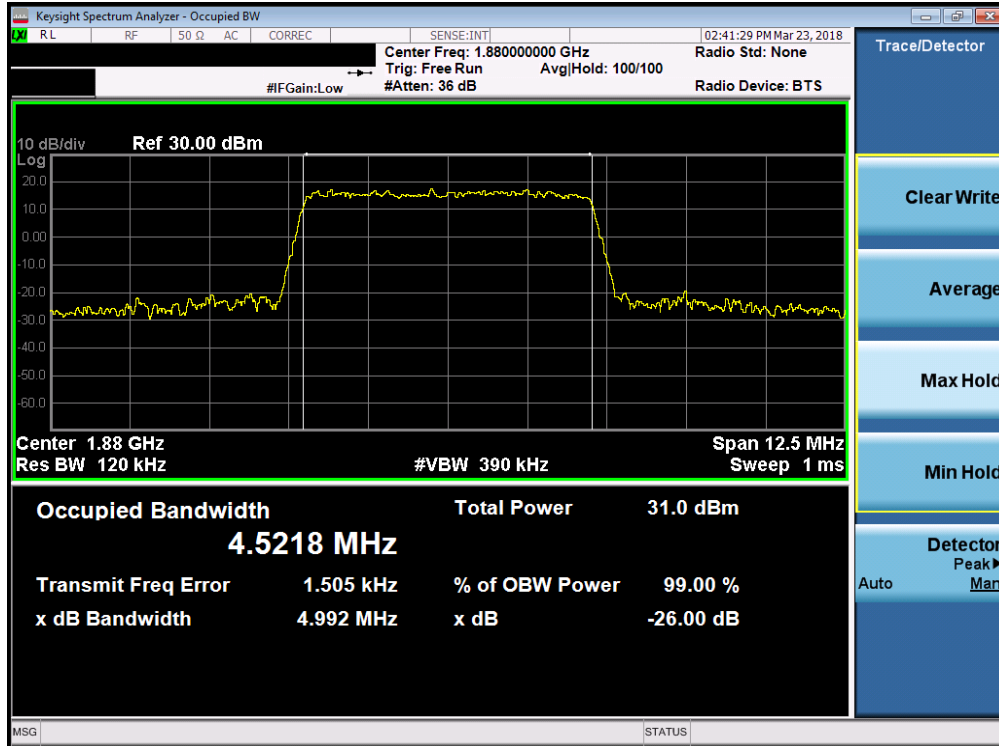 Keysight Spectrum Analyzer - Occupied BW
LXI RL RF 50 Ω AC CORREC SENSE:INT 02:41:29 PM Mar 23, 2018
Center Freq: 1.880000000 GHz Radio Std: None
Trig: Free Run Avg|Hold: 100/100
#IFGain:Low #Atten: 36 dB Radio Device: BTS
Trace/Detector
10 dB/div Ref 30.00 dBm
Log
20.0
10.0
0.00
-10.0
-20.0
-30.0
-40.0
-50.0
-60.0
Center 1.88 GHz Span 12.5 MHz
Res BW 120 kHz #VBW 390 kHz Sweep 1 ms
Clear Write
Average
Max Hold
Min Hold
Detector
Peak▶
Auto Man
Occupied Bandwidth Total Power 31.0 dBm
4.5218 MHz
Transmit Freq Error 1.505 kHz % of OBW Power 99.00 %
x dB Bandwidth 4.992 MHz x dB -26.00 dB
MSG STATUS